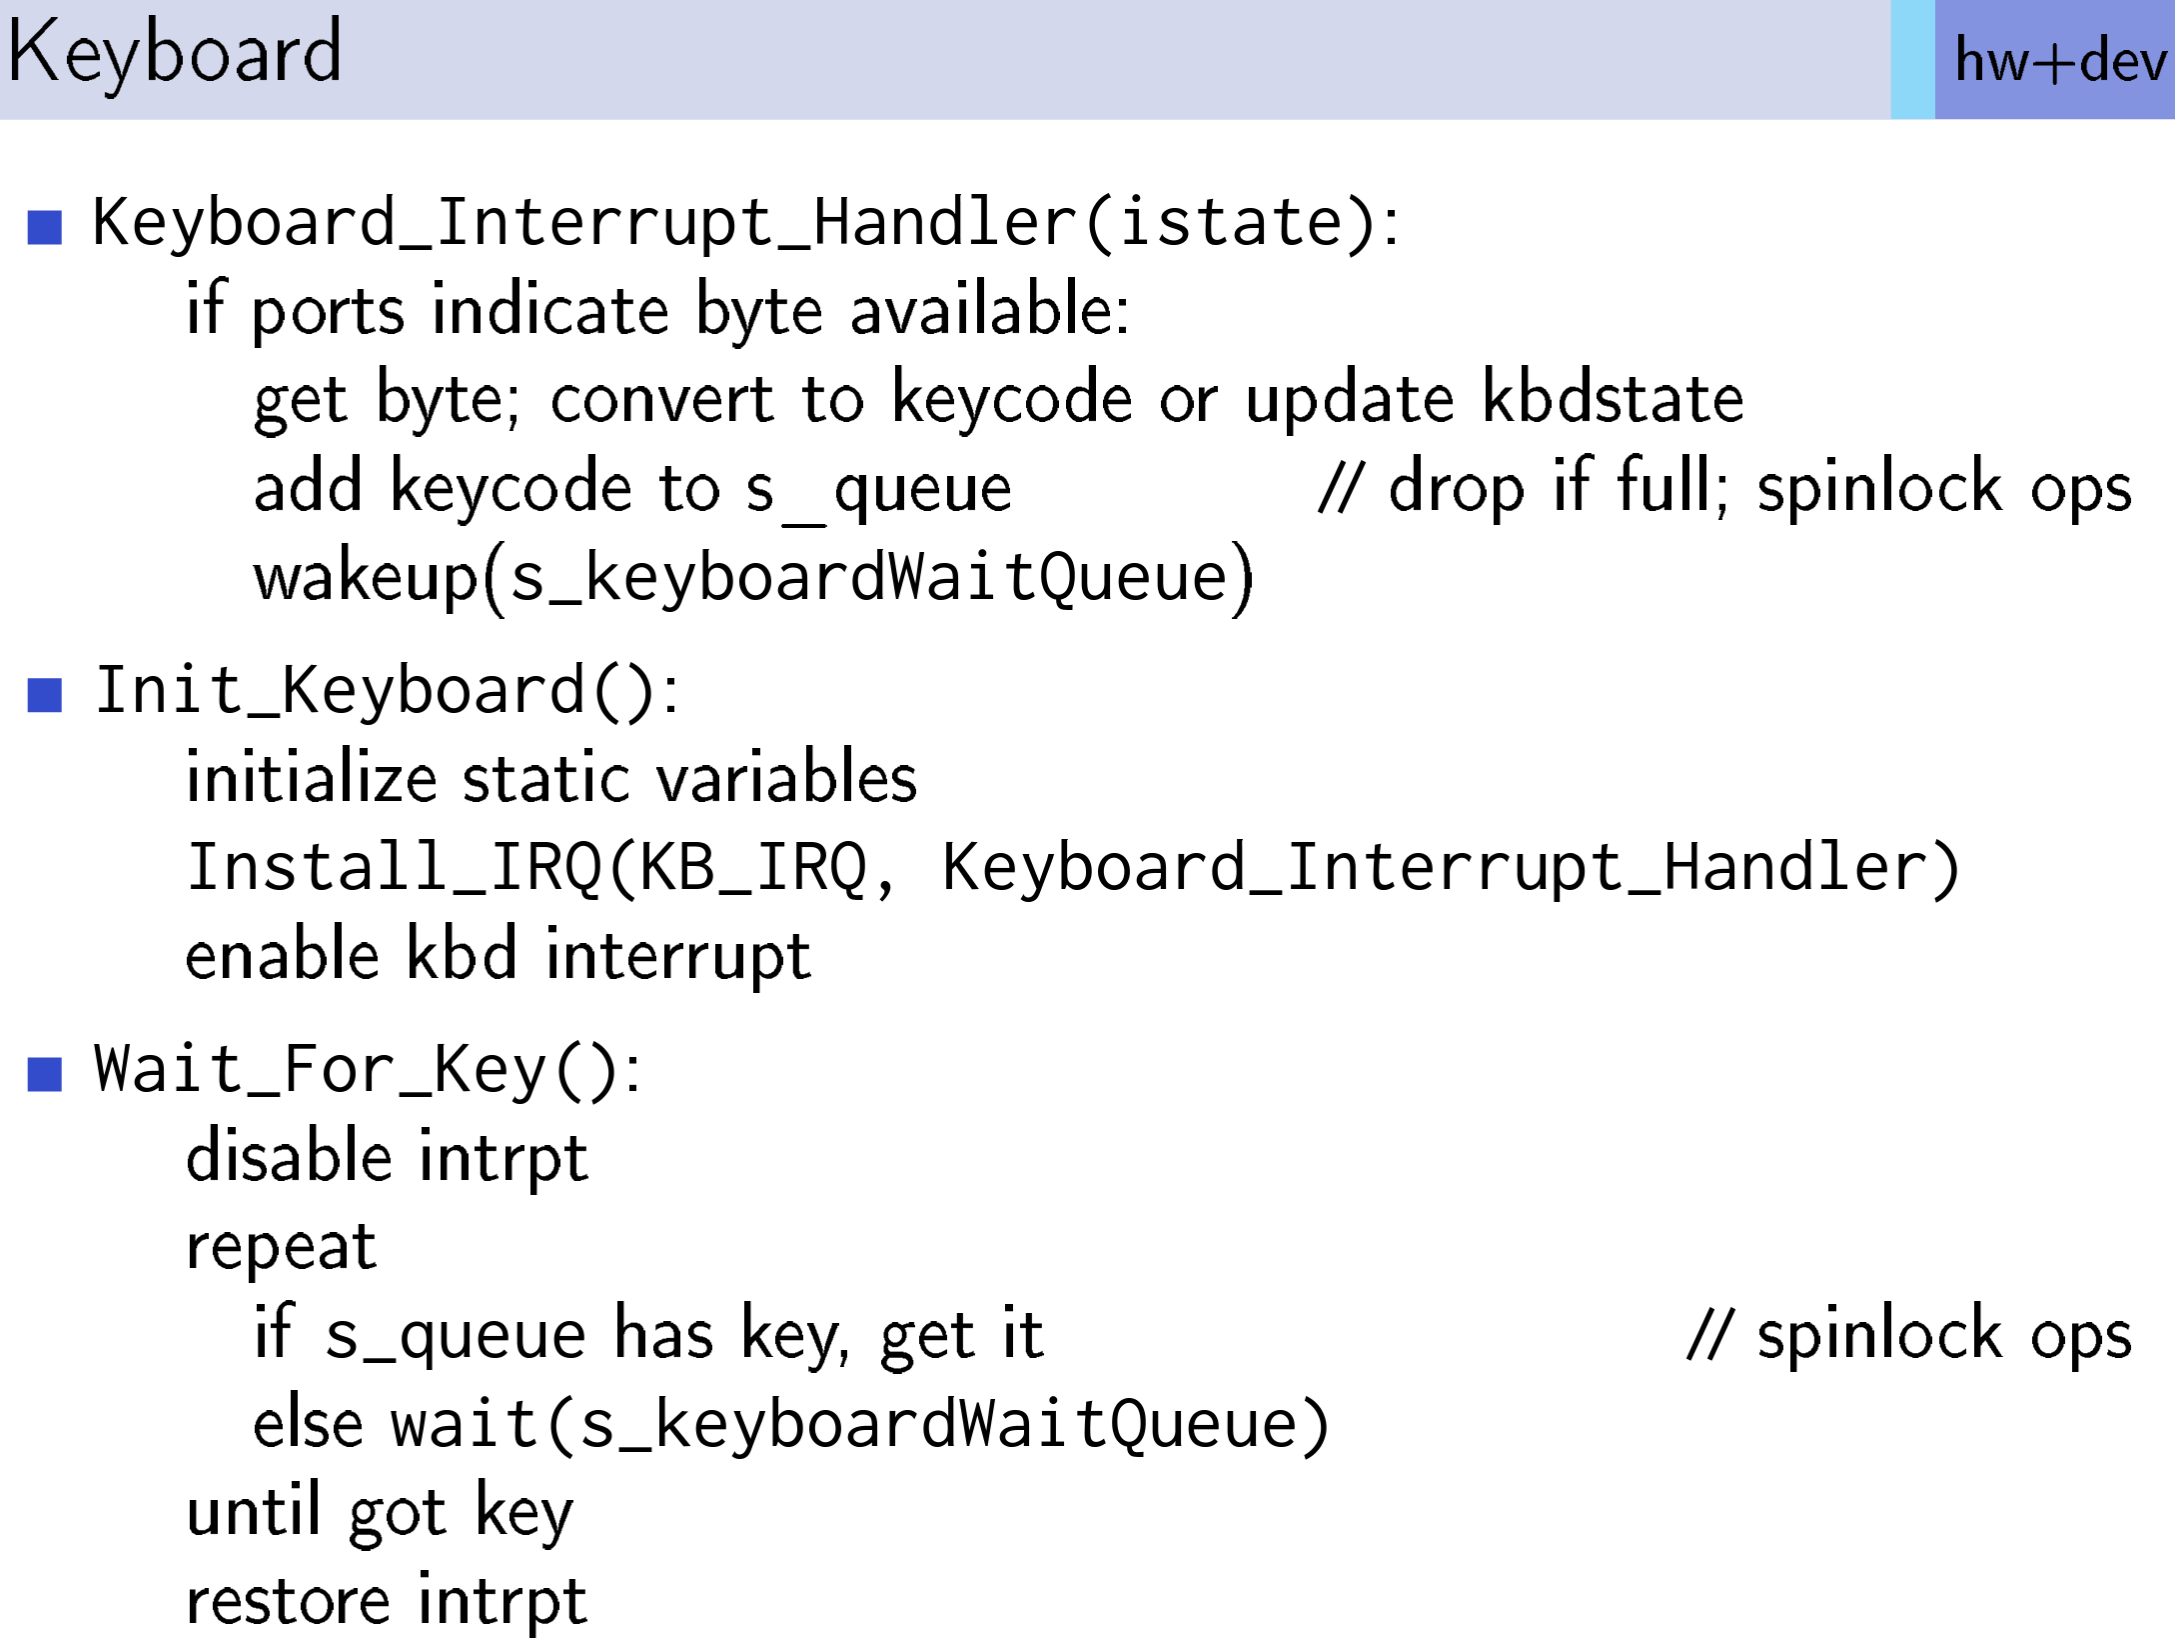 Keyboard hw+dev
Keyboard_Interrupt_Handler(istate):
if ports indicate byte available:
get byte; convert to keycode or update kbdstate
add keycode to s_queue // drop if full; spinlock ops
wakeup(s_keyboardWaitQueue)
Init_Keyboard():
initialize static variables
Install_IRQ(KB_IRQ, Keyboard_Interrupt_Handler)
enable kbd interrupt
Wait_For_Key():
disable intrpt
repeat
if s_queue has key, get it // spinlock ops
else wait(s_keyboardWaitQueue)
until got key
restore intrpt